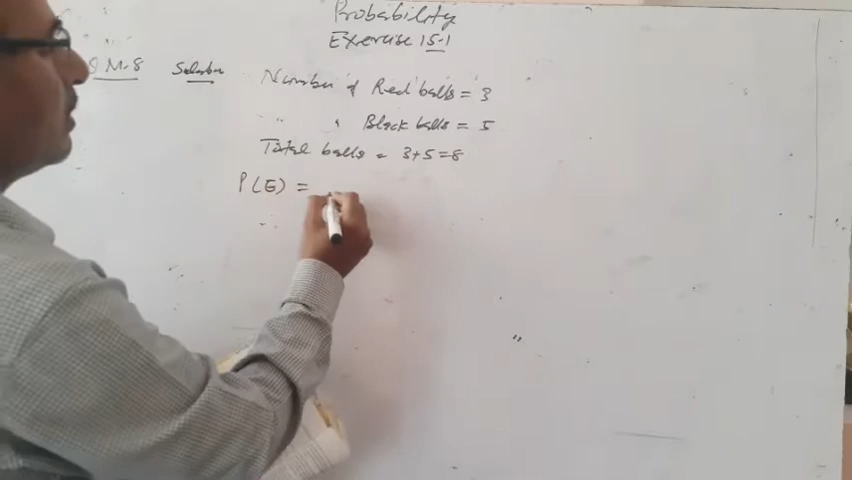 Probability
Exercise 15.1
Q N.8 Solution Number of Red balls = 3
" " Black balls = 5
Total balls = 3+5=8
P(E) =